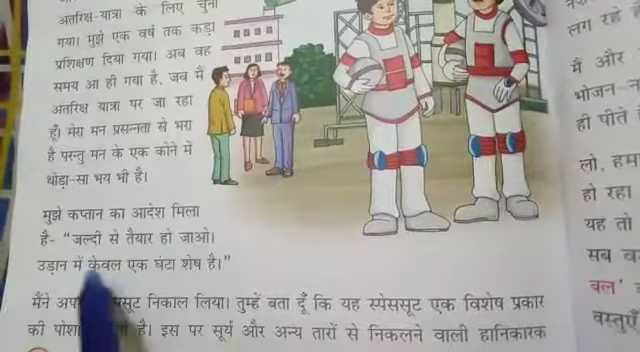 अंतरिक्ष-यात्रा के लिए चुना
गया। मुझे एक वर्ष तक कड़ा
प्रशिक्षण दिया गया। अब वह
समय आ ही गया है, जब मैं
अंतरिक्ष यात्रा पर जा रहा
हूँ। मेरा मन प्रसन्नता से भरा
है परन्तु मन के एक कोने में
थोड़ा-सा भय भी है।
मुझे कप्तान का आदेश मिला
है- “जल्दी से तैयार हो जाओ।
उड़ान में केवल एक घंटा शेष है।”
मैंने निकाल लिया। तुम्हें बता दूँ कि यह स्पेससूट एक विशेष प्रकार
की है। इस पर सूर्य और अन्य तारों से निकलने वाली हानिकारक
लग रहे
मैं और
भोजन-
ही पीते
लो, हमा
हो रहा
यह तो
सब
बल’
वस्तुएँ